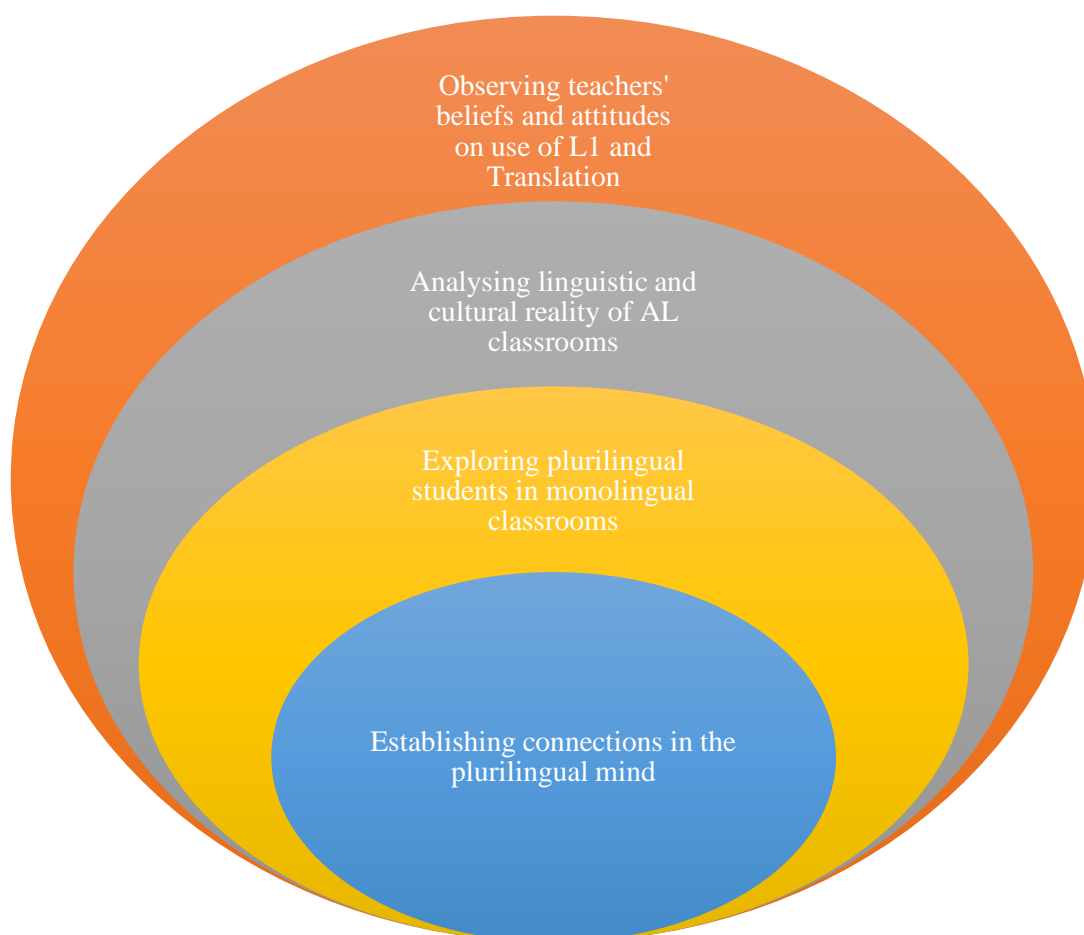 Observing teachers'
beliefs and attitudes
on use of L1 and
Translation
Analysing linguistic and
cultural reality of AL
classrooms
Exploring plurilingual
students in monolingual
classrooms
Establishing connections in the
plurilingual mind